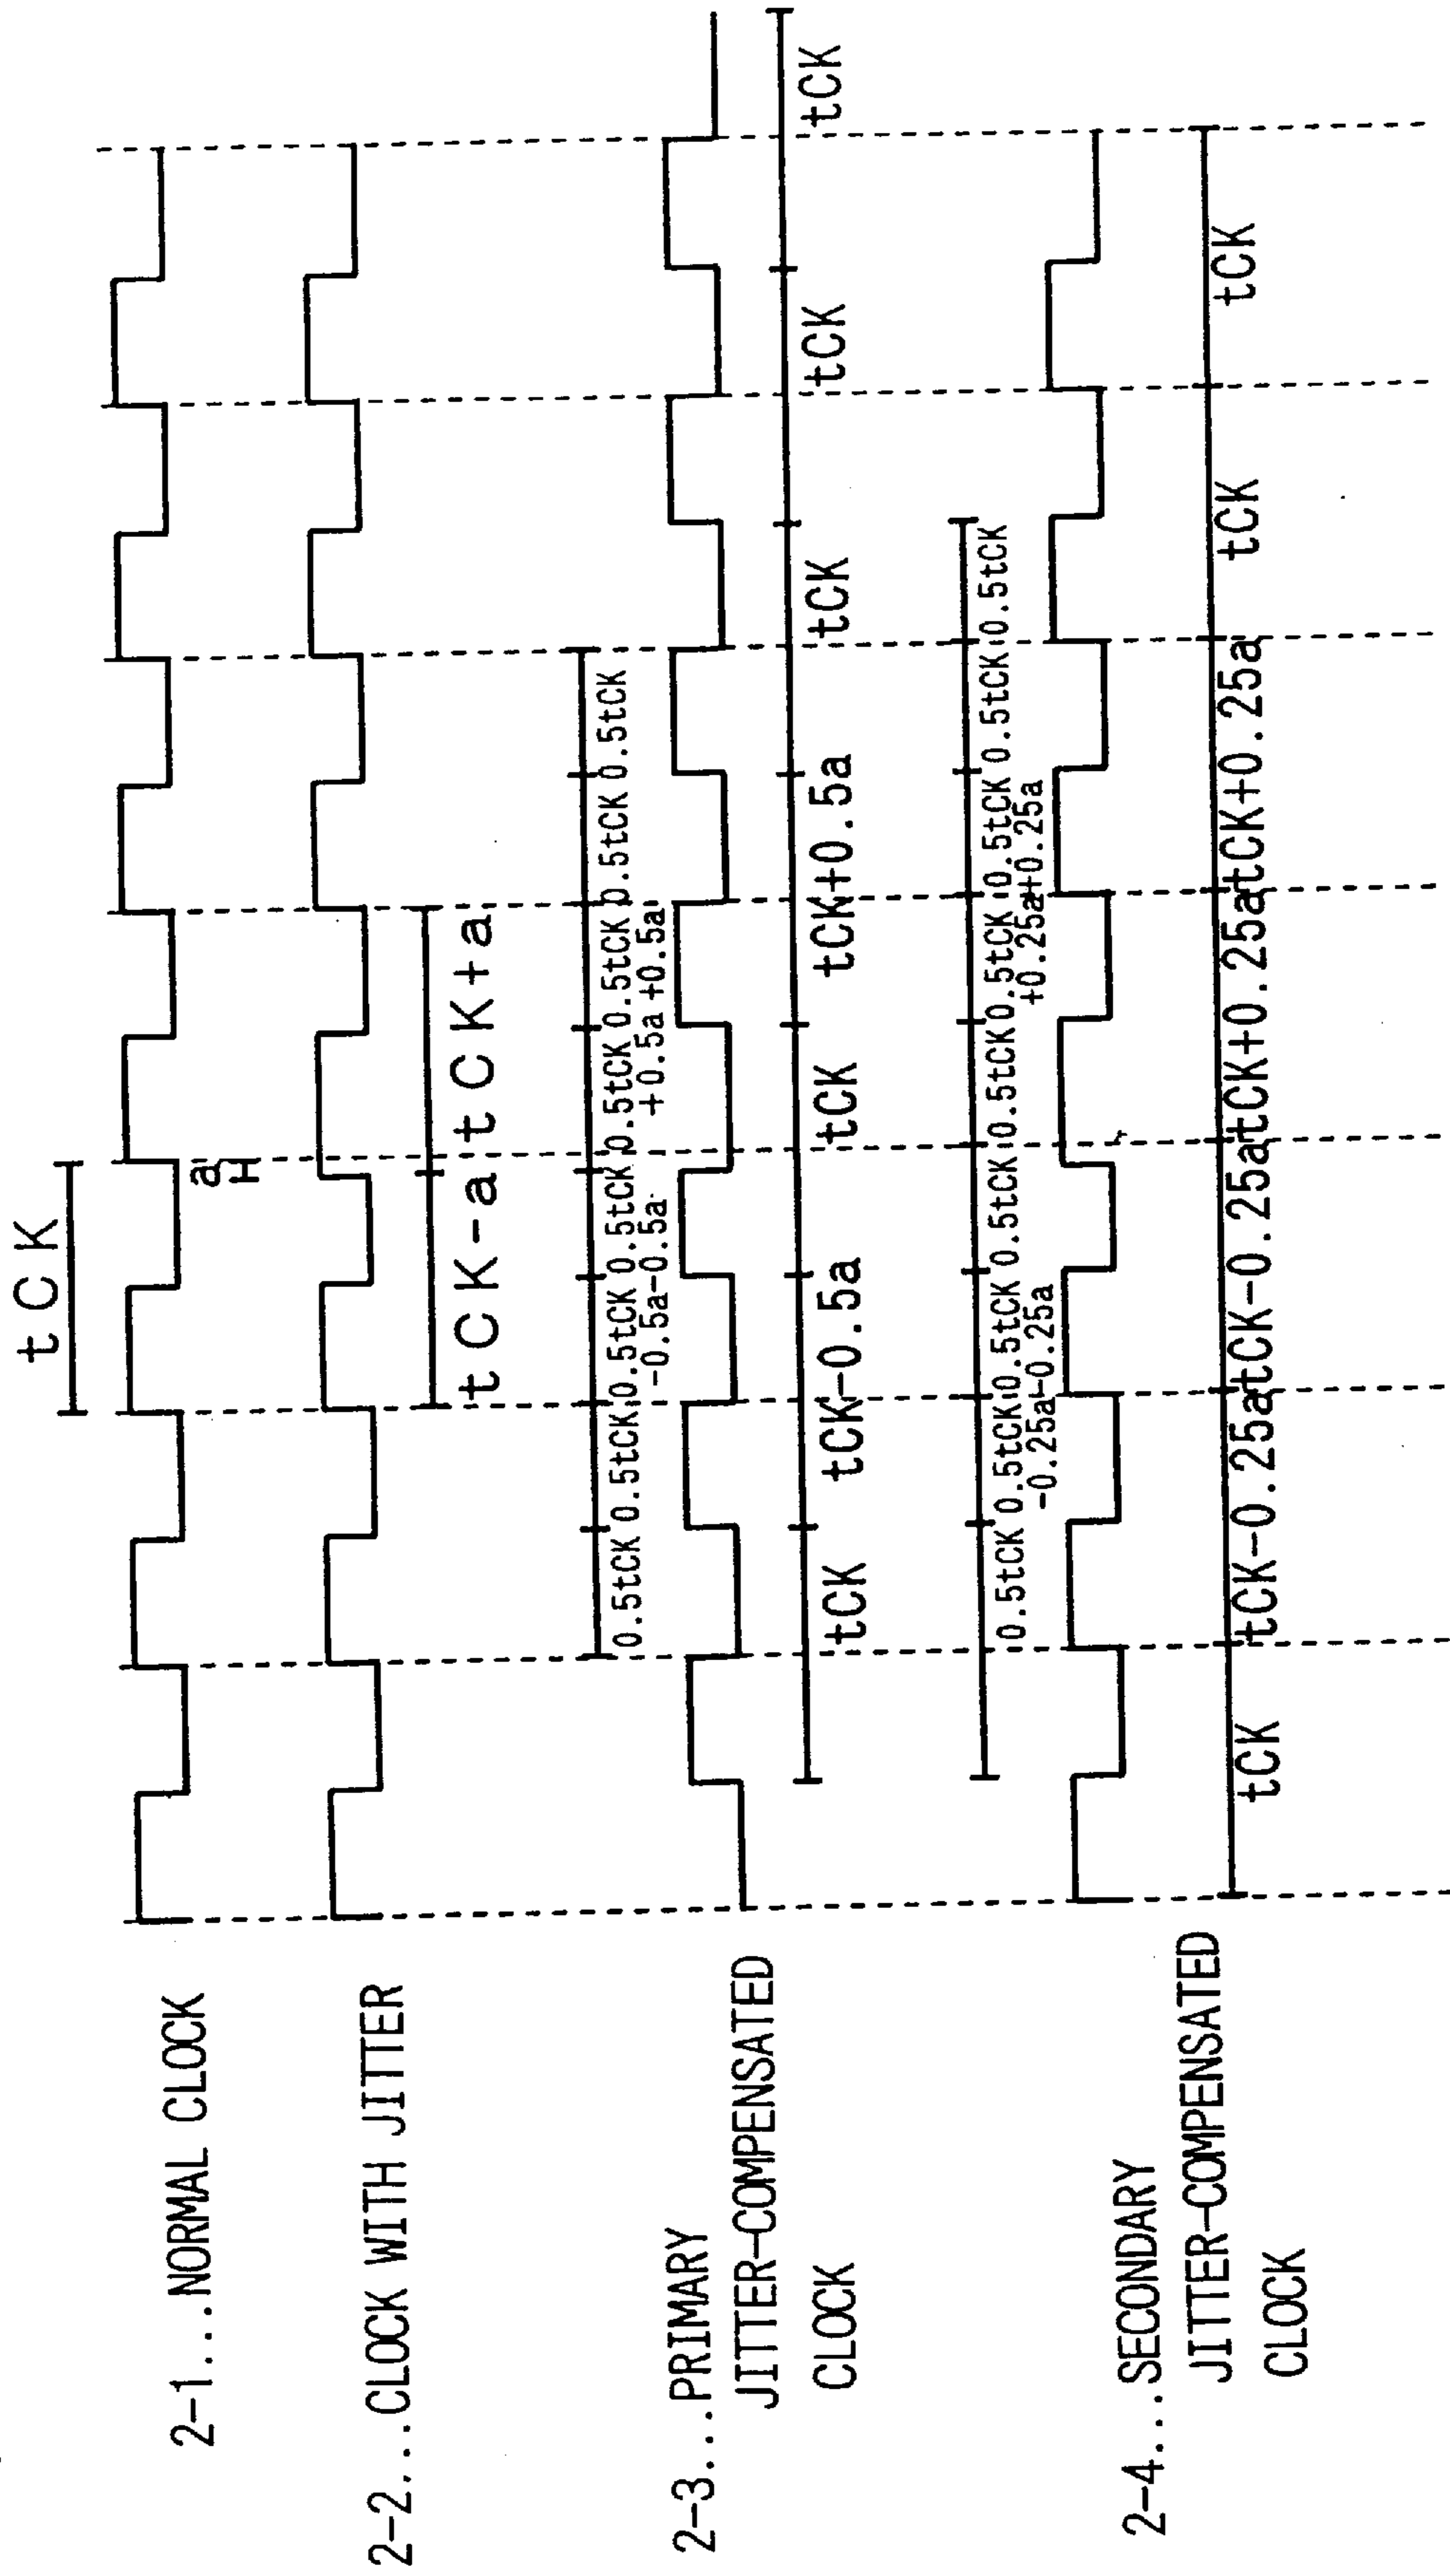 tCK
2-1...NORMAL CLOCK
a
2-2...CLOCK WITH JITTER
tCK-a tCK+a
0.5tCK 0.5tCK 0.5tCK 0.5tCK 0.5tCK 0.5tCK 0.5tCK 0.5tCK
-0.5a -0.5a +0.5a +0.5a
2-3...PRIMARY
JITTER-COMPENSATED
CLOCK
tCK tCK-0.5a tCK tCK+0.5a tCK tCK tCK
0.5tCK 0.5tCK 0.5tCK 0.5tCK 0.5tCK 0.5tCK 0.5tCK 0.5tCK 0.5tCK
-0.25a -0.25a +0.25a +0.25a
2-4...SECONDARY
JITTER-COMPENSATED
CLOCK
tCK tCK-0.25a tCK-0.25a tCK+0.25a tCK+0.25a tCK tCK